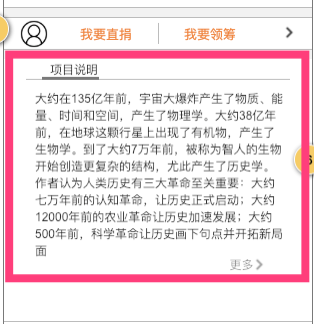 我要直捐 我要领筹
项目说明
大约在135亿年前，宇宙大爆炸产生了物质、能
量、时间和空间，产生了物理学。大约38亿年
前，在地球这颗行星上出现了有机物，产生了
生物学。到了大约7万年前，被称为智人的生物
开始创造更复杂的结构，尤此产生了历史学。
作者认为人类历史有三大革命至关重要：大约
七万年前的认知革命，让历史正式启动；大约
12000年前的农业革命让历史加速发展；大约
500年前，科学革命让历史画下句点并开拓新局
面
更多